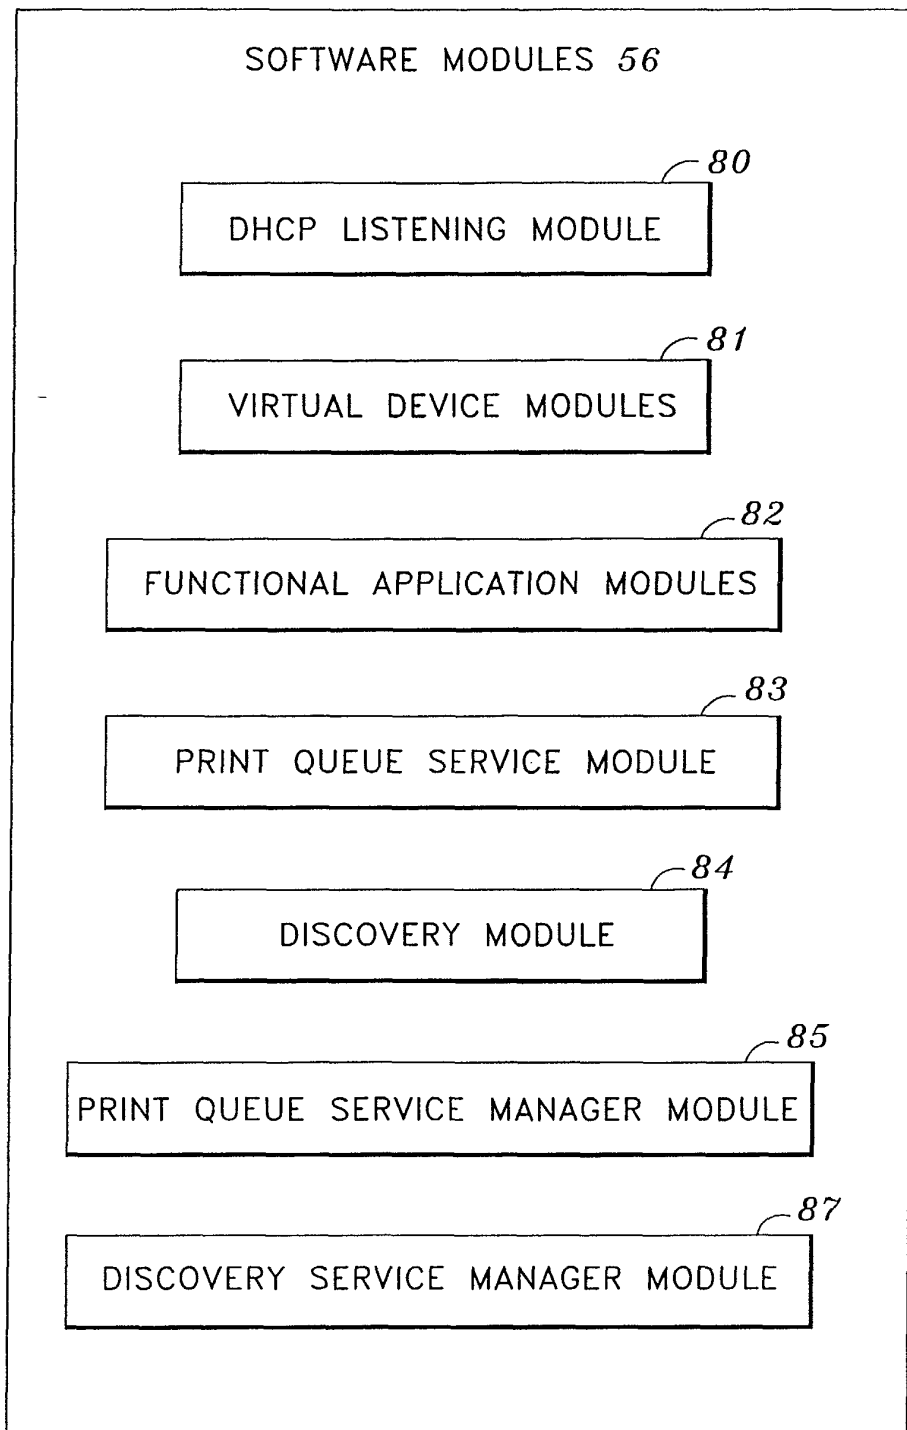 SOFTWARE MODULES 56
80
DHCP LISTENING MODULE
81
VIRTUAL DEVICE MODULES
82
FUNCTIONAL APPLICATION MODULES
83
PRINT QUEUE SERVICE MODULE
84
DISCOVERY MODULE
85
PRINT QUEUE SERVICE MANAGER MODULE
87
DISCOVERY SERVICE MANAGER MODULE